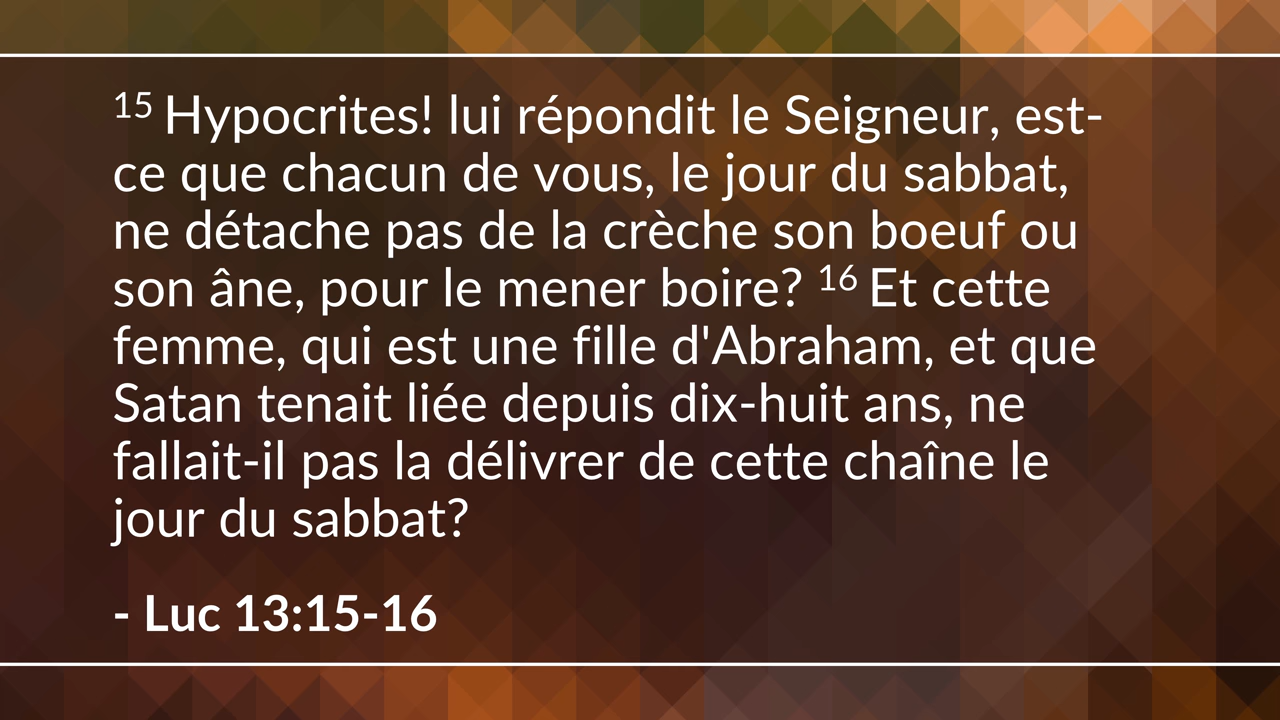 15 Hypocrites! lui répondit le Seigneur, est-
ce que chacun de vous, le jour du sabbat,
ne détache pas de la crèche son boeuf ou
son âne, pour le mener boire? 16 Et cette
femme, qui est une fille d'Abraham, et que
Satan tenait liée depuis dix-huit ans, ne
fallait-il pas la délivrer de cette chaîne le
jour du sabbat?
- Luc 13:15-16